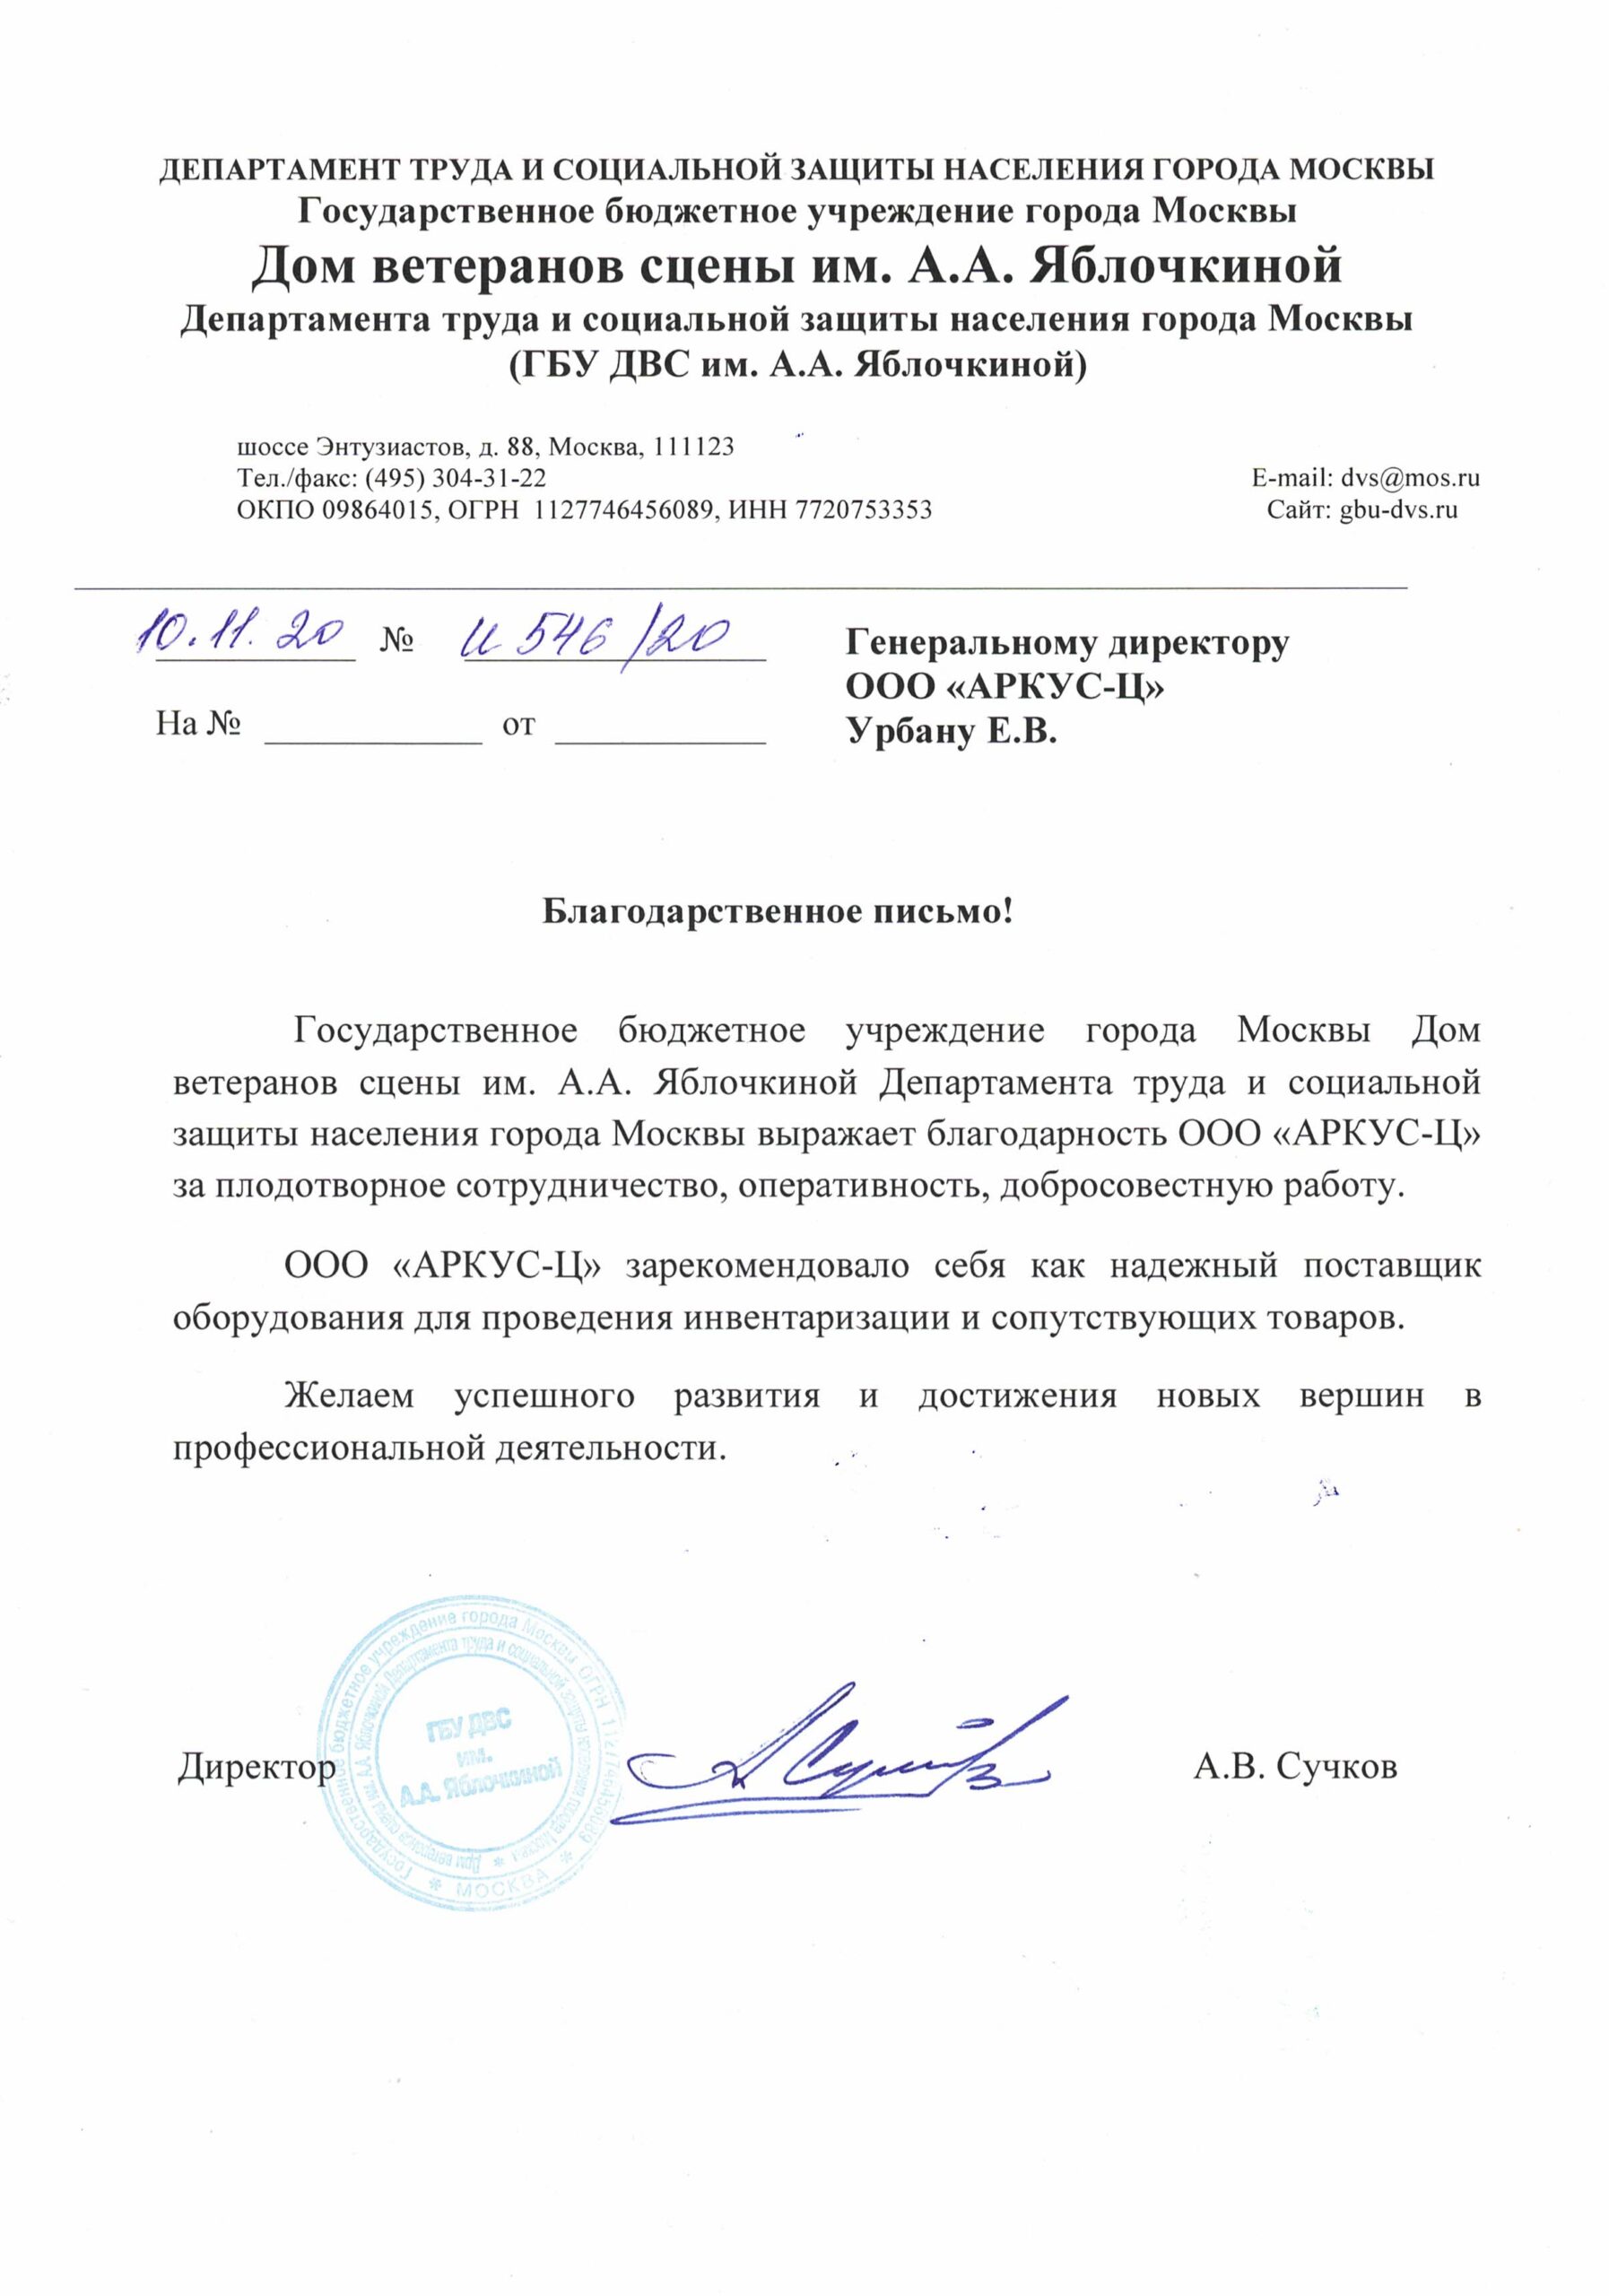 ДЕПАРТАМЕНТ ТРУДА И СОЦИАЛЬНОЙ ЗАЩИТЫ НАСЕЛЕНИЯ ГОРОДА МОСКВЫ
Государственное бюджетное учреждение города Москвы
Дом ветеранов сцены им. А.А. Яблочкиной
Департамента труда и социальной защиты населения города Москвы
(ГБУ ДВС им. А.А. Яблочкиной)
шоссе Энтузиастов, д. 88, Москва, 111123
Тел./факс: (495) 304-31-22 E-mail: dvs@mos.ru
ОКПО 09864015, ОГРН 1127746456089, ИНН 7720753353 Сайт: gbu-dvs.ru
10.11.20 № И 546/20
На № от
Генеральному директору
ООО «АРКУС-Ц»
Урбану Е.В.
Благодарственное письмо!
Государственное бюджетное учреждение города Москвы Дом
ветеранов сцены им. А.А. Яблочкиной Департамента труда и социальной
защиты населения города Москвы выражает благодарность ООО «АРКУС-Ц»
за плодотворное сотрудничество, оперативность, добросовестную работу.
ООО «АРКУС-Ц» зарекомендовало себя как надежный поставщик
оборудования для проведения инвентаризации и сопутствующих товаров.
Желаем успешного развития и достижения новых вершин в
профессиональной деятельности.
Директор А.В. Сучков
Государственное бюджетное учреждение города Москвы ОГРН 1127746456089
* МОСКВА *
Дом ветеранов сцены им. А.А. Яблочкиной Департамента труда и социальной защиты населения города Москвы *
ГБУ ДВС
им.
А.А. Яблочкиной